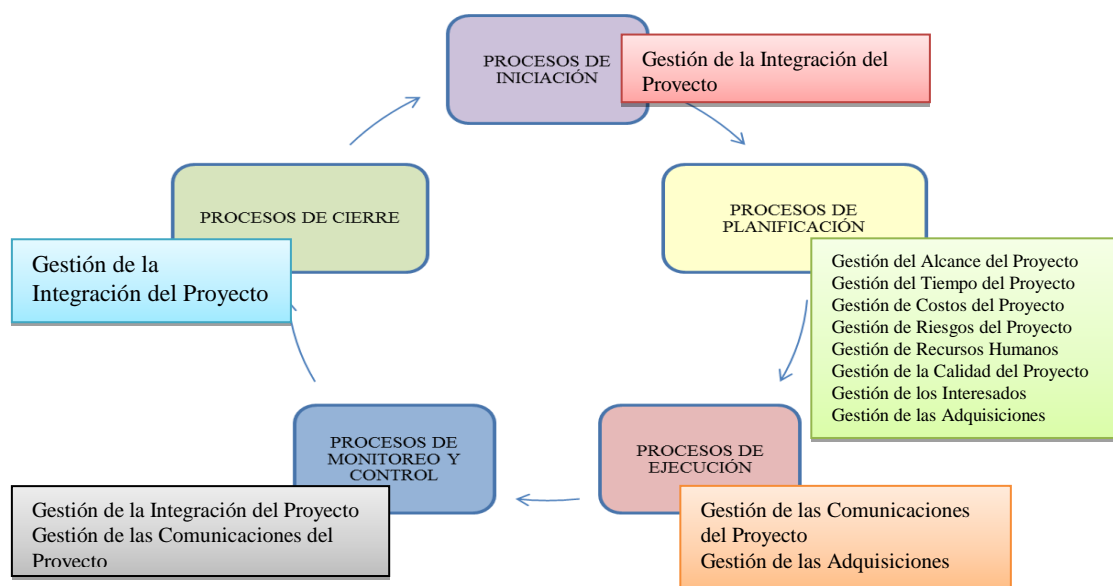 PROCESOS DE
INICIACIÓN
Gestión de la Integración del
Proyecto
PROCESOS DE
PLANIFICACIÓN
Gestión del Alcance del Proyecto
Gestión del Tiempo del Proyecto
Gestión de Costos del Proyecto
Gestión de Riesgos del Proyecto
Gestión de Recursos Humanos
Gestión de la Calidad del Proyecto
Gestión de los Interesados
Gestión de las Adquisiciones
PROCESOS DE
EJECUCIÓN
Gestión de las Comunicaciones
del Proyecto
Gestión de las Adquisiciones
PROCESOS DE
MONITOREO Y
CONTROL
Gestión de la Integración del Proyecto
Gestión de las Comunicaciones del
Proyecto
PROCESOS DE CIERRE
Gestión de la
Integración del Proyecto